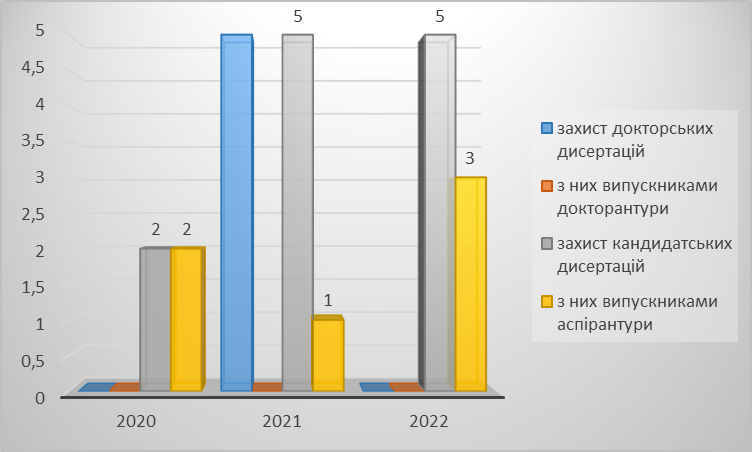 5
4,5
4
3,5
3
2,5
2
1,5
1
0,5
0
2 2
5
1
5
3
2020 2021 2022
захист докторських
дисертацій
з них випускниками
докторантури
захист кандидатських
дисертацій
з них випускниками
аспірантури